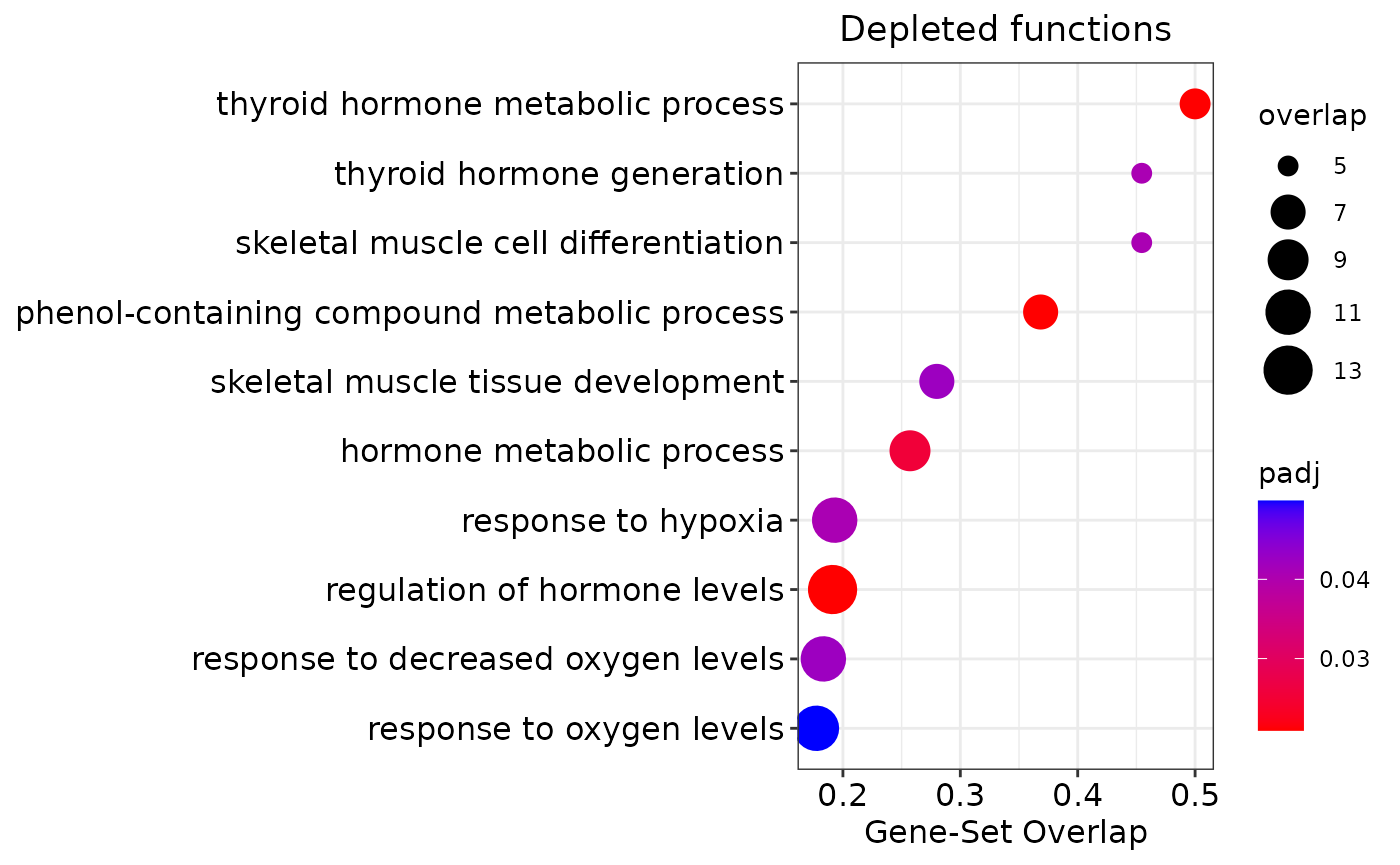 Depleted functions
thyroid hormone metabolic process
thyroid hormone generation
skeletal muscle cell differentiation
phenol-containing compound metabolic process
skeletal muscle tissue development
hormone metabolic process
response to hypoxia
regulation of hormone levels
response to decreased oxygen levels
response to oxygen levels
0.2 0.3 0.4 0.5
Gene-Set Overlap
overlap
5
7
9
11
13
padj
0.04
0.03